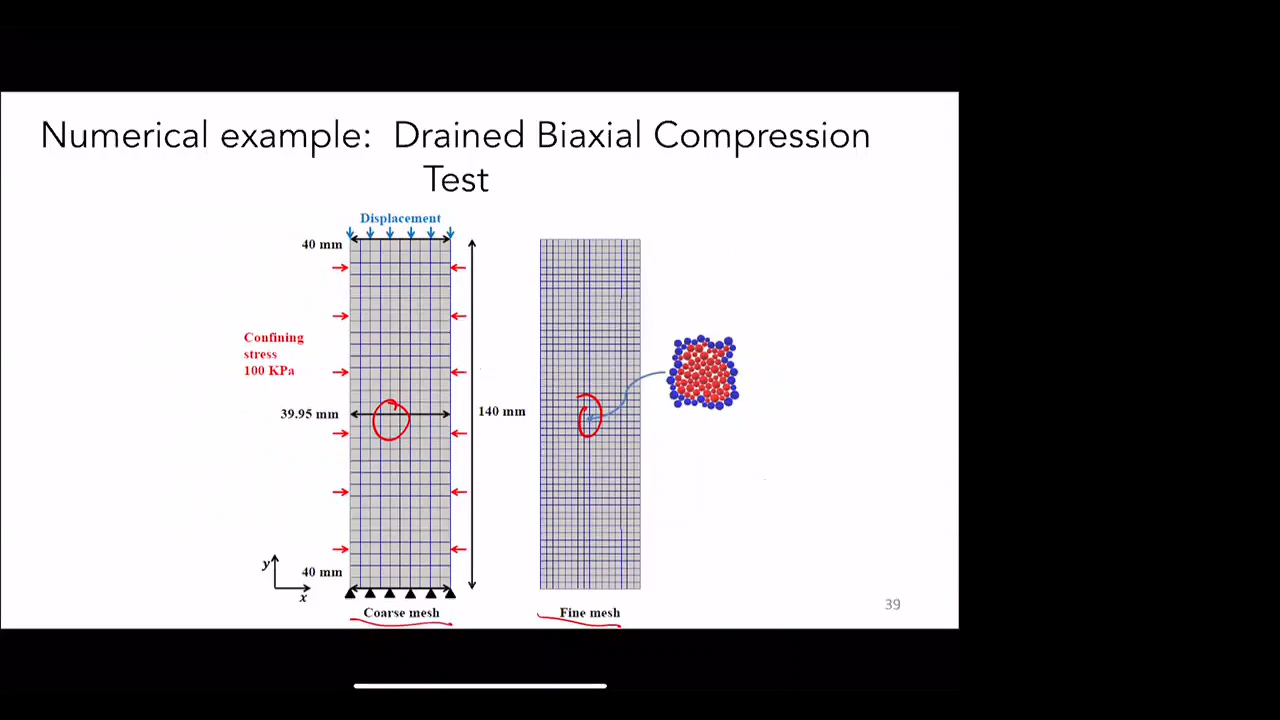 Numerical example: Drained Biaxial Compression
Test
Displacement
40 mm
Confining
stress
100 KPa
39.95 mm
140 mm
y
40 mm
x
Coarse mesh
Fine mesh
39